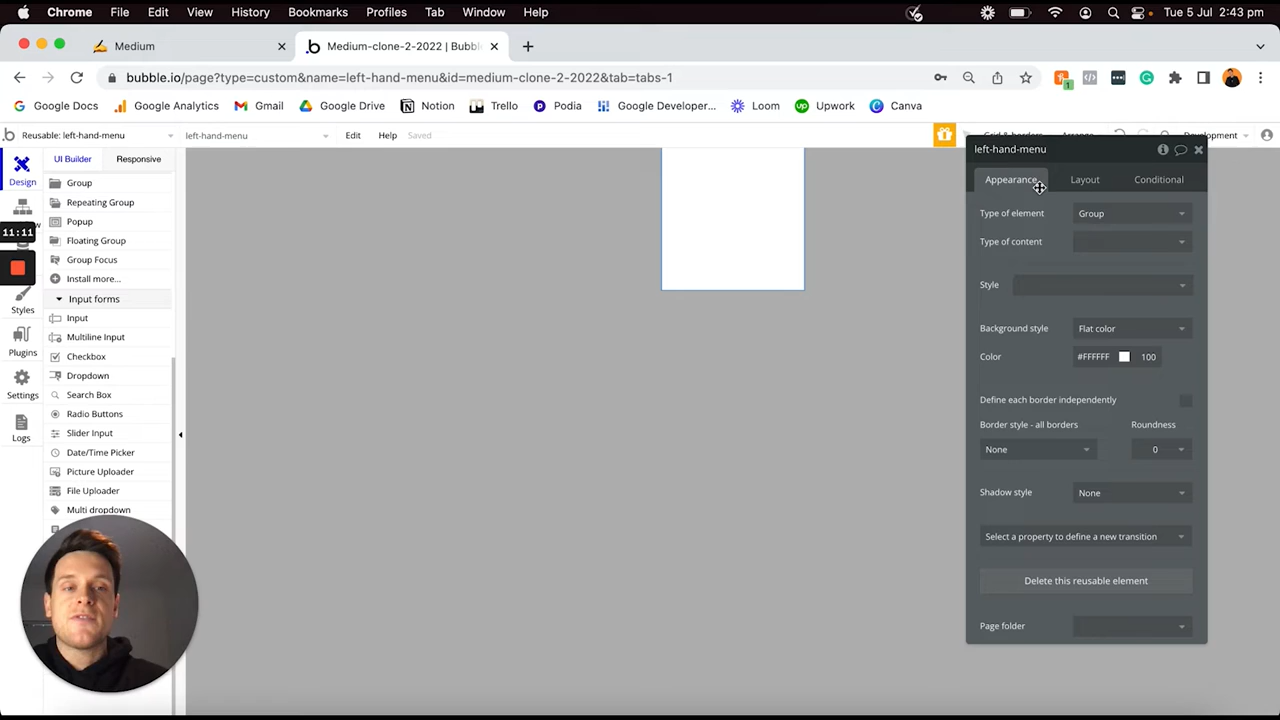 Chrome File Edit View History Bookmarks Profiles Tab Window Help Tue 5 Jul 2:43 pm
Medium Medium-clone-2-2022 | Bubbl
bubble.io/page?type=custom&name=left-hand-menu&id=medium-clone-2-2022&tab=tabs-1
Google Docs Google Analytics Gmail Google Drive Notion Trello Podia Google Developer... Loom Upwork Canva
Reusable: left-hand-menu left-hand-menu Edit Help Saved Grid & borders Arrange Development
UI Builder Responsive
Design
Group
Repeating Group
Popup
11:11
Floating Group
Group Focus
Install more...
Input forms
Styles
Input
Multiline Input
Plugins
Checkbox
Dropdown
Settings
Search Box
Radio Buttons
Logs
Slider Input
Date/Time Picker
Picture Uploader
File Uploader
Multi dropdown
left-hand-menu
Appearance Layout Conditional
Type of element Group
Type of content
Style
Background style Flat color
Color #FFFFFF 100
Define each border independently
Border style - all borders Roundness
None 0
Shadow style None
Select a property to define a new transition
Delete this reusable element
Page folder